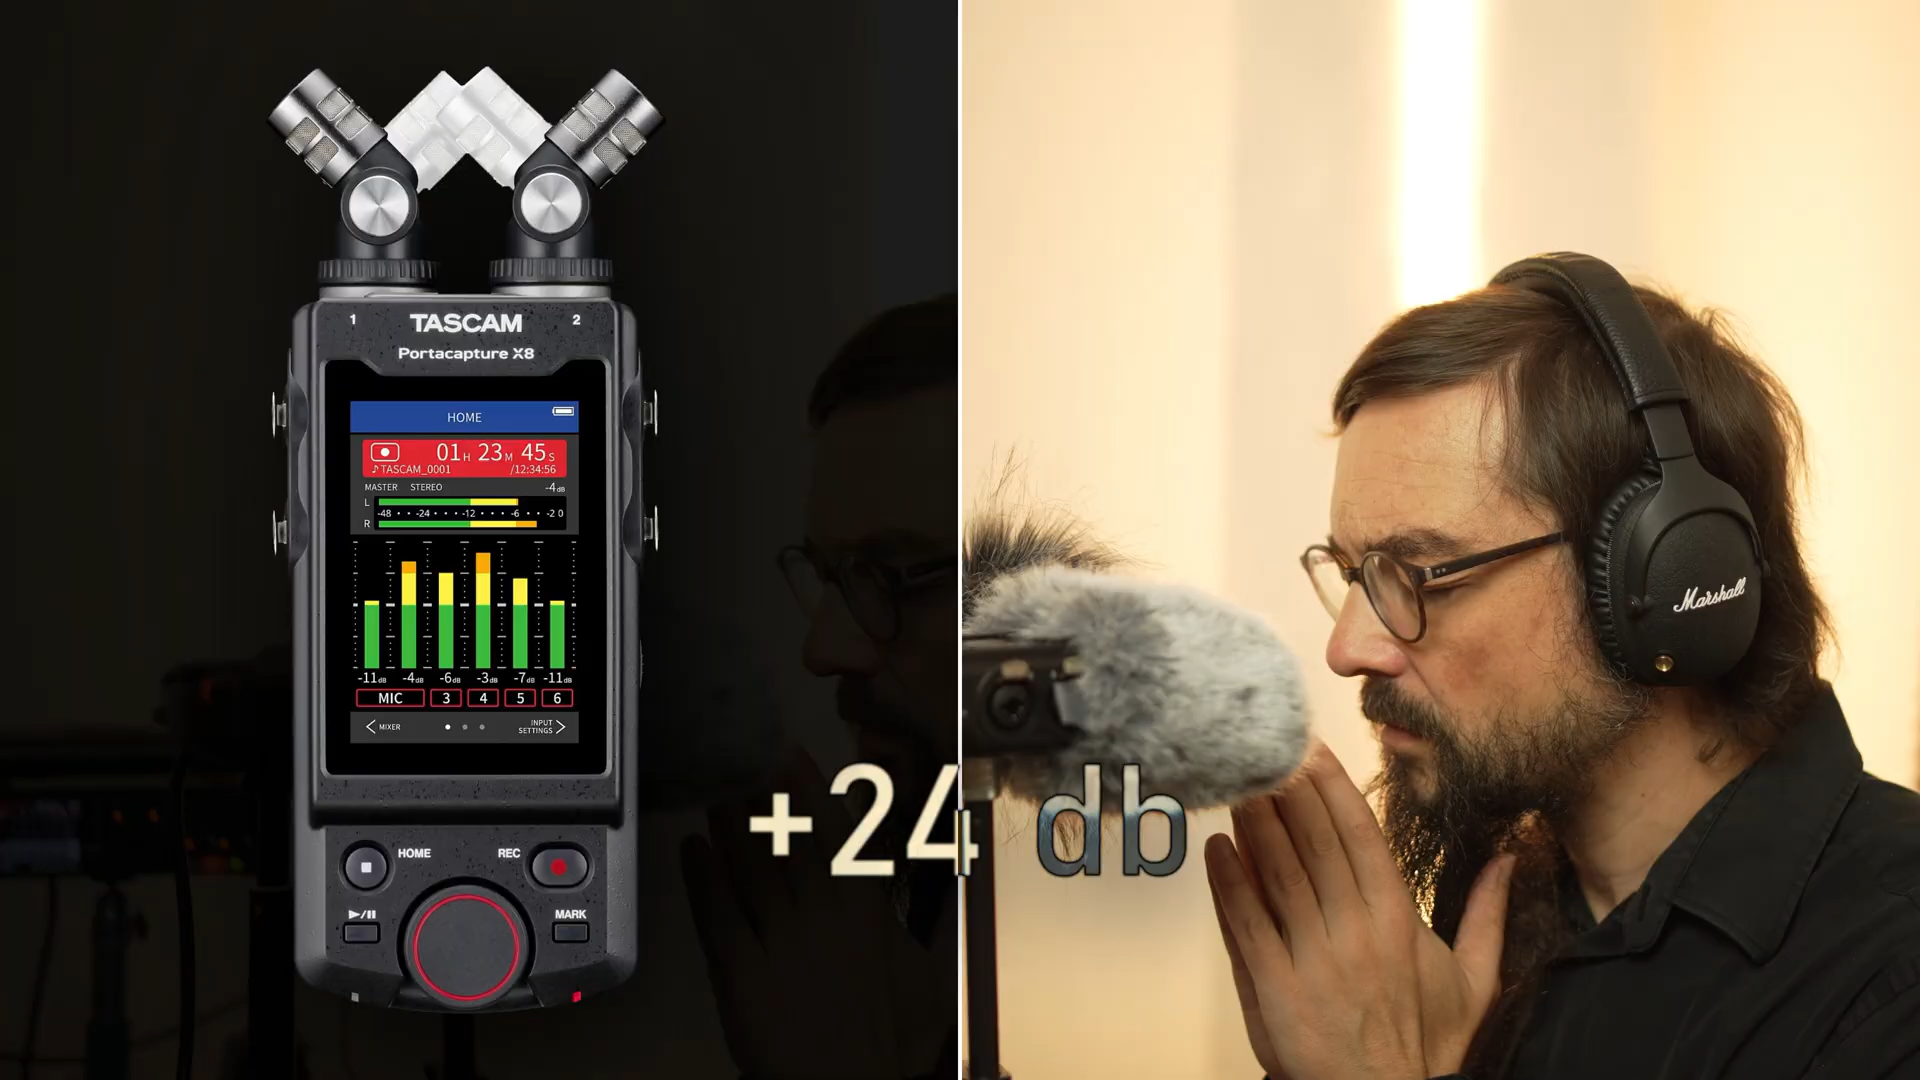 1 TASCAM 2
Portacapture X8
HOME
01H 23M 45S
♪TASCAM_0001 /12:34:56
MASTER STEREO -4dB
L
-48 · · -24 · · · -12 · · · -6 · · -2 0
R
-11dB -4dB -6dB -3dB -7dB -11dB
MIC 3 4 5 6
MIXER INPUT SETTINGS
HOME REC
▶/II MARK
+24 db
Marshall